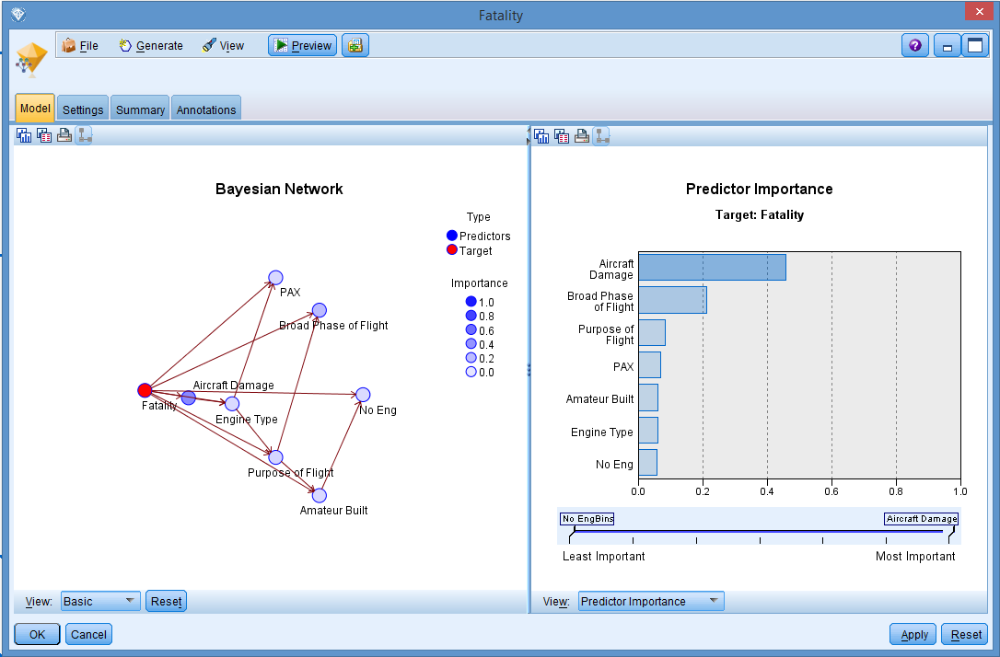 Fatality
File Generate View Preview
Model Settings Summary Annotations
Bayesian Network
Type
Predictors
Target
Importance
1.0
0.8
0.6
0.4
0.2
0.0
PAX
Broad Phase of Flight
Aircraft Damage
Fatality
No Eng
Engine Type
Purpose of Flight
Amateur Built
View: Basic Reset
Predictor Importance
Target: Fatality
Aircraft
Damage
Broad Phase
of Flight
Purpose of
Flight
PAX
Amateur Built
Engine Type
No Eng
0.0 0.2 0.4 0.6 0.8 1.0
No EngBins Aircraft Damage
Least Important Most Important
View: Predictor Importance
OK Cancel Apply Reset